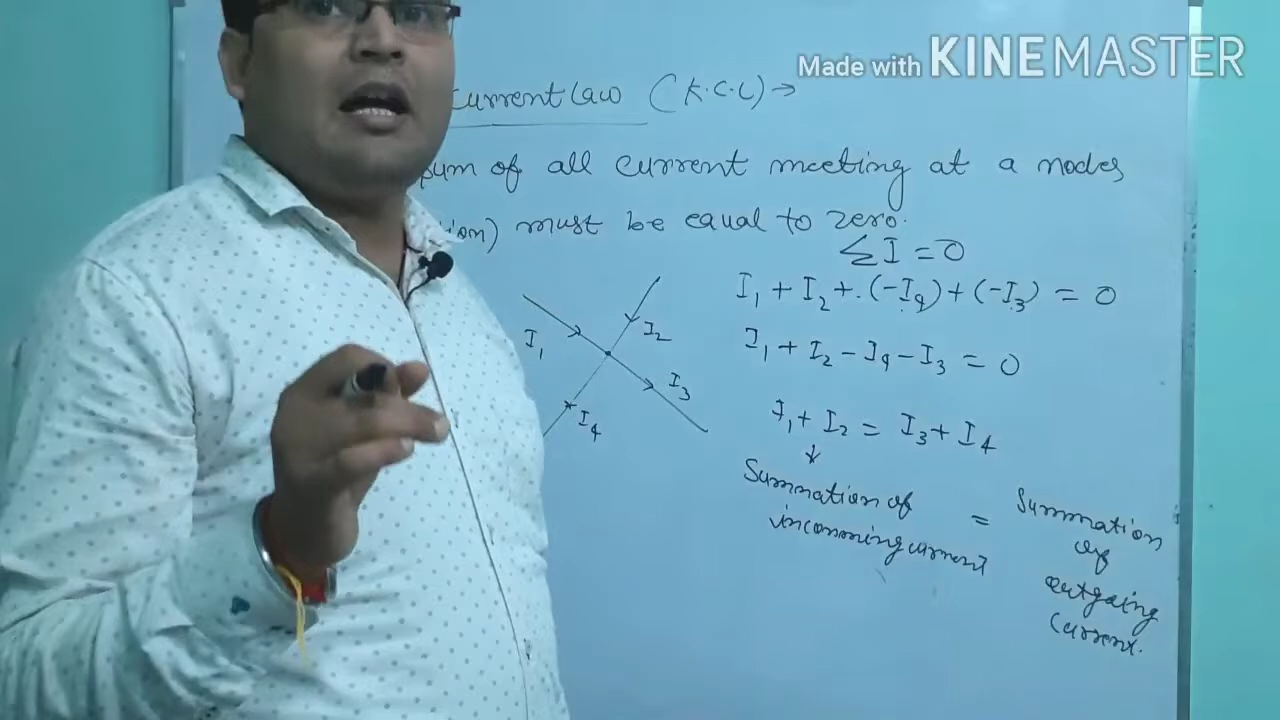 Made with KINEMASTER
Current Law (K.C.L) →
sum of all current meeting at a nodes
must be equal to zero.
ΣI = 0
I₁ + I₂ + (-I₄) + (-I₃) = 0
I₁ + I₂ - I₄ - I₃ = 0
I₁ + I₂ = I₃ + I₄
Summation of
incomming current
=
Summation
of
outgoing
current.
I₁
I₂
I₃
I₄